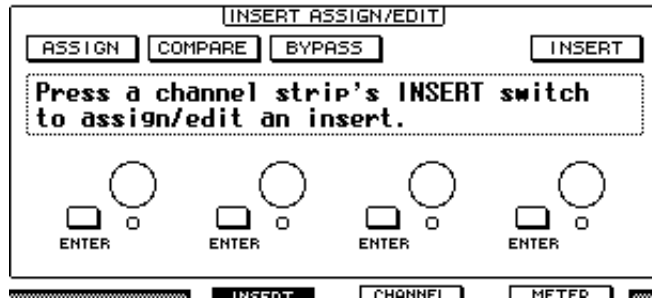 INSERT ASSIGN/EDIT
ASSIGN COMPARE BYPASS INSERT
Press a channel strip's INSERT switch
to assign/edit an insert.
ENTER ENTER ENTER ENTER
INSERT CHANNEL METER